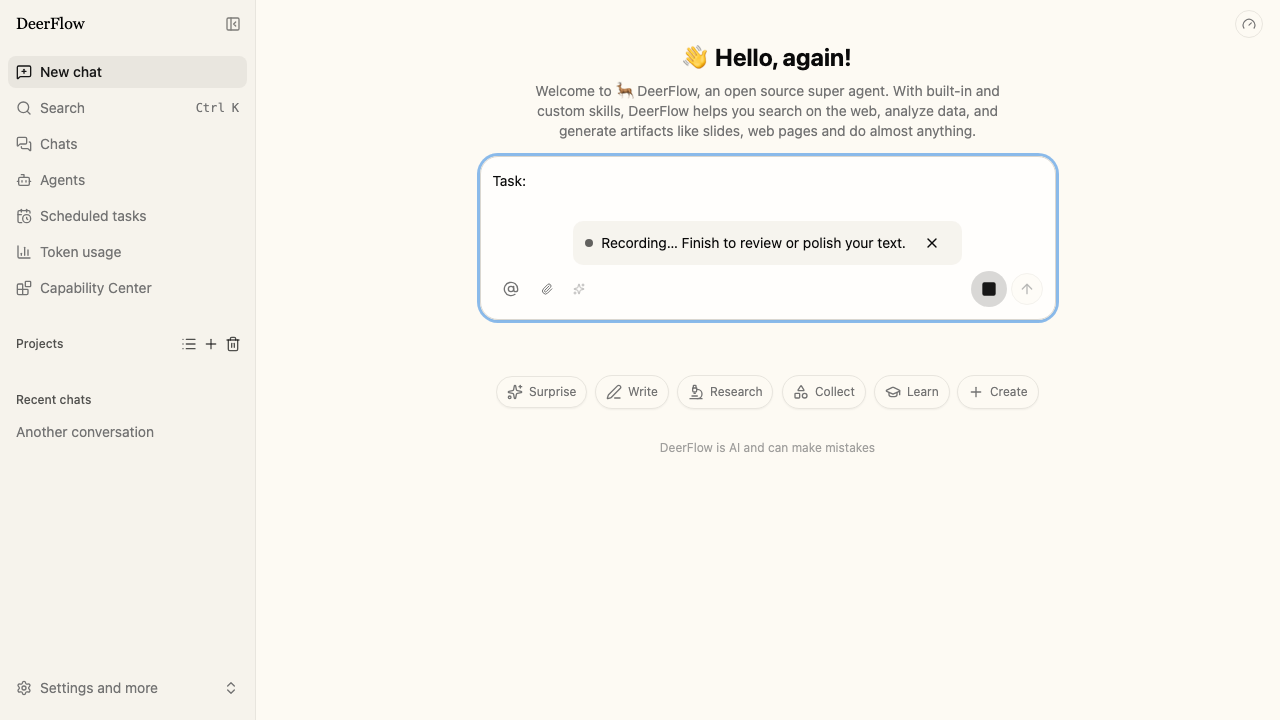 DeerFlow
New chat
Search
Ctrl K
Chats
Agents
Scheduled tasks
Token usage
Capability Center
Projects
Recent chats
Another conversation
Settings and more
👋 Hello, again!
Welcome to 🦌 DeerFlow, an open source super agent. With built-in and
custom skills, DeerFlow helps you search on the web, analyze data, and
generate artifacts like slides, web pages and do almost anything.
Task:
Recording... Finish to review or polish your text.
Surprise
Write
Research
Collect
Learn
Create
DeerFlow is AI and can make mistakes